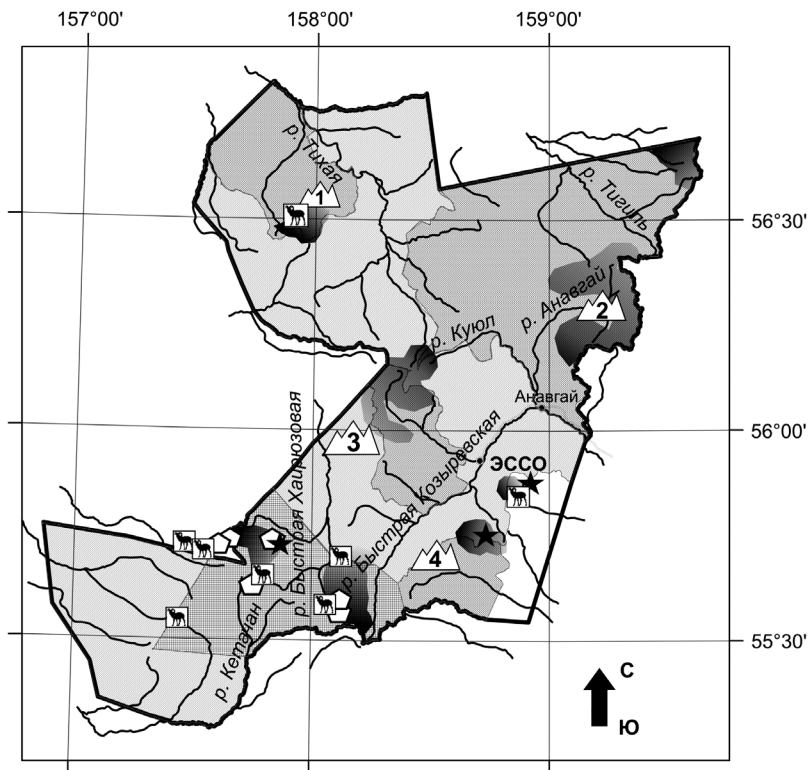 157°00'
158°00'
159°00'
р. Тихая
1
р. Тигиль
56°30'
р. Анавгай
2
р. Куюл
Анавгай
56°00'
3
р. Быстрая Хайрюзовая
р. Быстрая Козыревская
ЭССО
4
р. Кетачан
55°30'
С
Ю